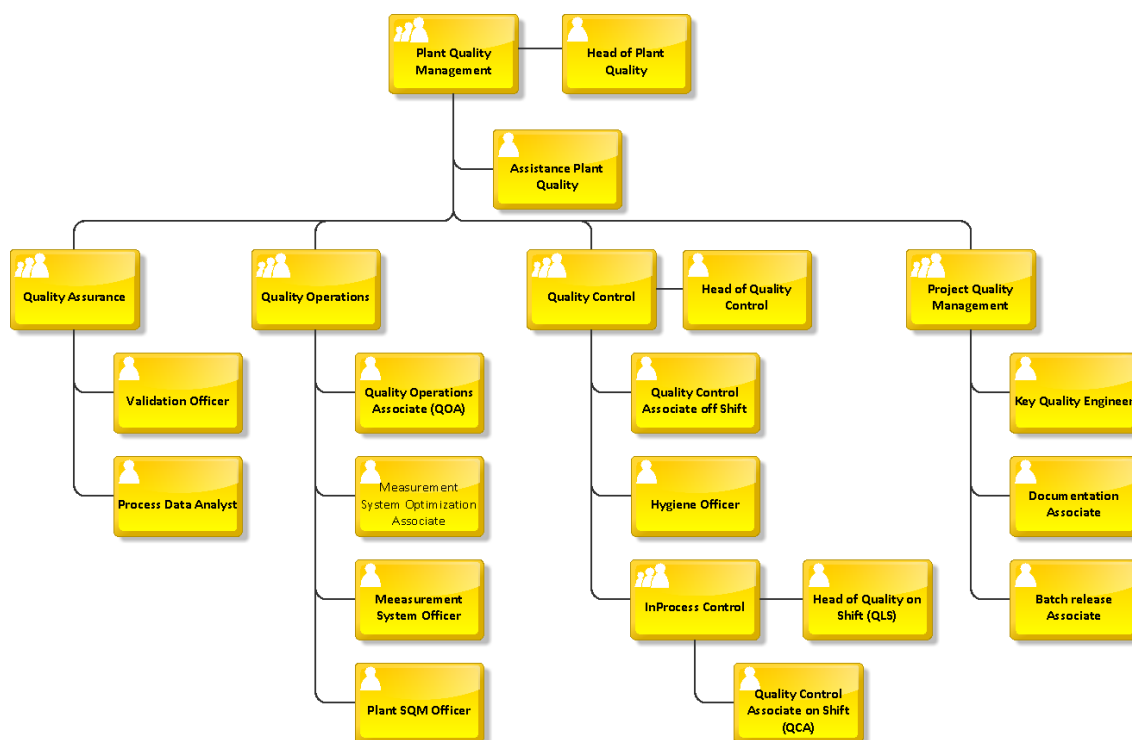 Plant Quality
Management
Head of Plant
Quality
Assistance Plant
Quality
Quality Assurance
Quality Operations
Quality Control
Head of Quality
Control
Project Quality
Management
Validation Officer
Quality Operations
Associate (QOA)
Quality Control
Associate off Shift
Key Quality Engineer
Process Data Analyst
Measurement
System Optimization
Associate
Hygiene Officer
Documentation
Associate
Meeasurement
System Officer
InProcess Control
Head of Quality on
Shift (QLS)
Batch release
Associate
Plant SQM Officer
Quality Control
Associate on Shift
(QCA)